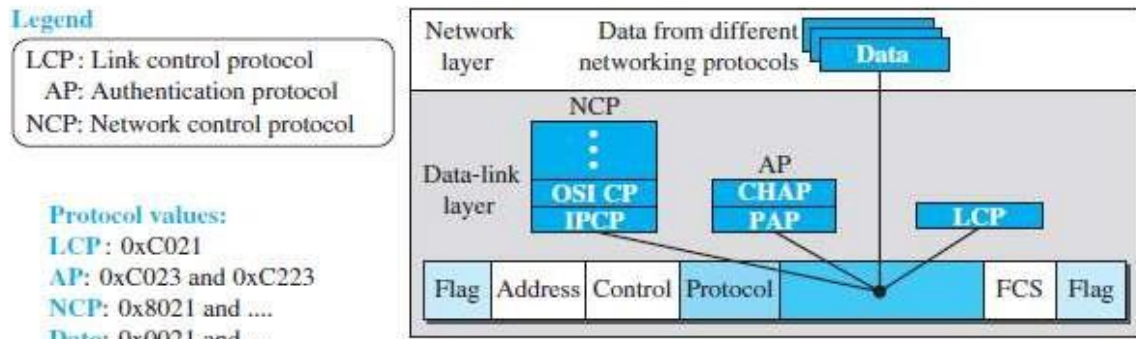 Legend
LCP: Link control protocol
AP: Authentication protocol
NCP: Network control protocol
Protocol values:
LCP: 0xC021
AP: 0xC023 and 0xC223
NCP: 0x8021 and ....
Network layer
Data from different networking protocols
Data
Data-link layer
NCP
OSI CP
IPCP
AP
CHAP
PAP
LCP
Flag Address Control Protocol FCS Flag